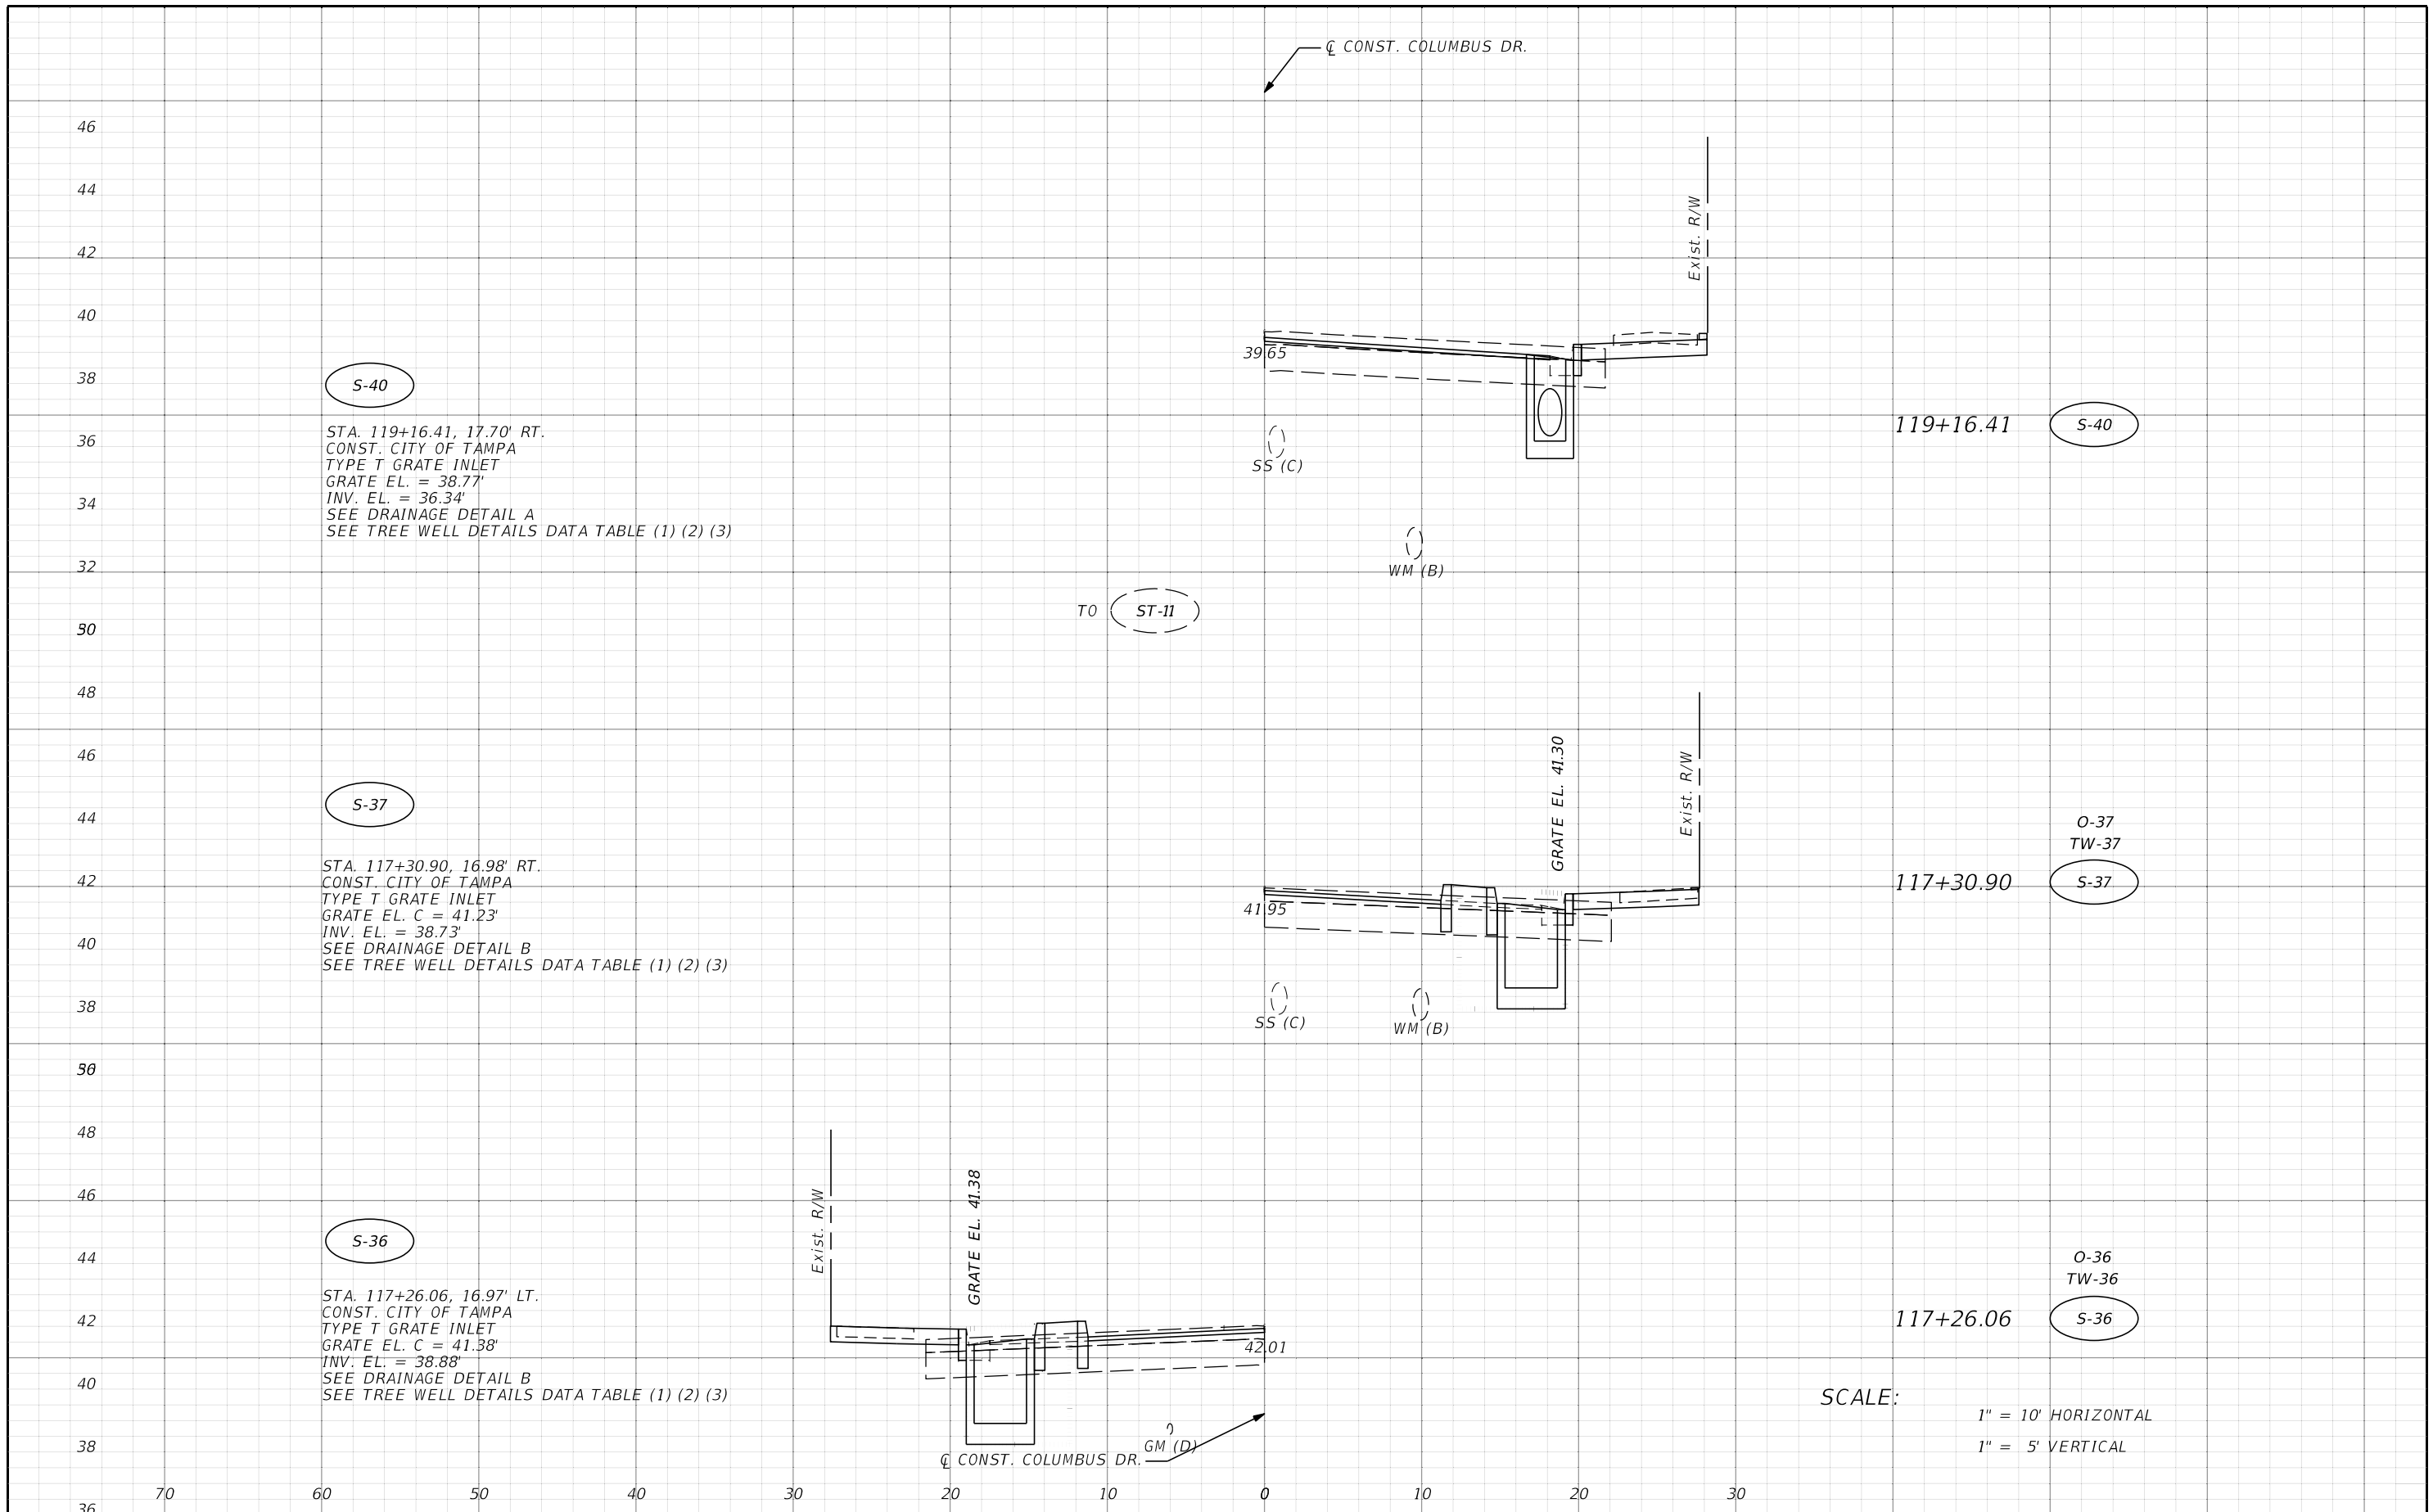 ℄ CONST. COLUMBUS DR.
46
44
42
40
38
36
34
32
30
Exist. R/W
39.65
S-40
STA. 119+16.41, 17.70' RT.
CONST. CITY OF TAMPA
TYPE T GRATE INLET
GRATE EL. = 38.77'
INV. EL. = 36.34'
SEE DRAINAGE DETAIL A
SEE TREE WELL DETAILS DATA TABLE (1) (2) (3)
119+16.41
S-40
SS (C)
WM (B)
TO ST-11
48
46
44
42
40
38
GRATE EL. 41.30
Exist. R/W
S-37
O-37
TW-37
117+30.90
S-37
STA. 117+30.90, 16.98' RT.
CONST. CITY OF TAMPA
TYPE T GRATE INLET
GRATE EL. C = 41.23'
INV. EL. = 38.73'
SEE DRAINAGE DETAIL B
SEE TREE WELL DETAILS DATA TABLE (1) (2) (3)
41.95
SS (C)
WM (B)
48
46
44
42
40
38
36
Exist. R/W
GRATE EL. 41.38
S-36
O-36
TW-36
117+26.06
S-36
STA. 117+26.06, 16.97' LT.
CONST. CITY OF TAMPA
TYPE T GRATE INLET
GRATE EL. C = 41.38'
INV. EL. = 38.88'
SEE DRAINAGE DETAIL B
SEE TREE WELL DETAILS DATA TABLE (1) (2) (3)
42.01
GM (D)
℄ CONST. COLUMBUS DR.
SCALE:
1" = 10' HORIZONTAL
1" = 5' VERTICAL
70 60 50 40 30 20 10 0 10 20 30